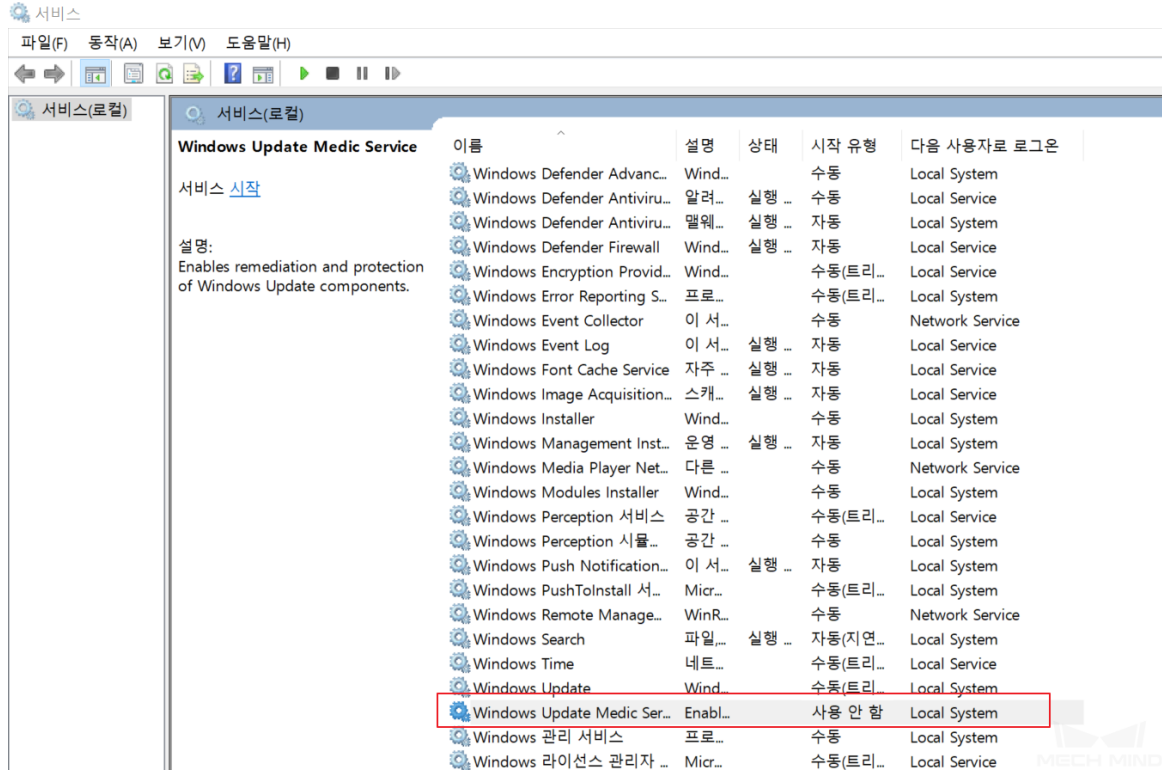 서비스
파일(F) 동작(A) 보기(V) 도움말(H)
서비스(로컬)
서비스(로컬)
Windows Update Medic Service
서비스 시작
설명:
Enables remediation and protection
of Windows Update components.
이름 설명 상태 시작 유형 다음 사용자로 로그온
Windows Defender Advanc... Wind... 수동 Local System
Windows Defender Antiviru... 알려... 실행 ... 수동 Local Service
Windows Defender Antiviru... 맬웨... 실행 ... 자동 Local System
Windows Defender Firewall Wind... 실행 ... 자동 Local Service
Windows Encryption Provid... Wind... 수동(트리... Local Service
Windows Error Reporting S... 프로... 수동(트리... Local System
Windows Event Collector 이 서... 수동 Network Service
Windows Event Log 이 서... 실행 ... 자동 Local Service
Windows Font Cache Service 자주 ... 실행 ... 자동 Local Service
Windows Image Acquisition... 스캐... 실행 ... 자동 Local Service
Windows Installer Wind... 수동 Local System
Windows Management Inst... 운영 ... 실행 ... 자동 Local System
Windows Media Player Net... 다른 ... 수동 Network Service
Windows Modules Installer Wind... 수동 Local System
Windows Perception 서비스 공간 ... 수동(트리... Local Service
Windows Perception 시뮬... 공간 ... 수동 Local System
Windows Push Notification... 이 서... 실행 ... 자동 Local System
Windows PushToInstall 서... Micr... 수동(트리... Local System
Windows Remote Manage... WinR... 수동 Network Service
Windows Search 파일,... 실행 ... 자동(지연... Local System
Windows Time 네트... 수동(트리... Local Service
Windows Update Wind... 수동(트리... Local System
Windows Update Medic Ser... Enabl... 사용 안 함 Local System
Windows 관리 서비스 프로... 수동 Local System
Windows 라이선스 관리자 ... Micr... 수동(트리... Local Service
MECH MIND